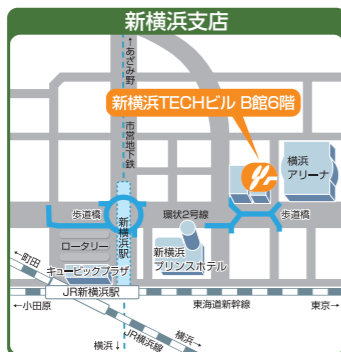 新横浜支店
←あざみ野
市営地下鉄
新横浜TECHビル B館6階
横浜
アリーナ
歩道橋
新横浜駅
環状2号線
歩道橋
ロータリー
新横浜
プリンスホテル
←町田
キュービックプラザ
JR新横浜駅
←小田原
東海道新幹線
東京→
JR横浜線
横浜→
横浜↓